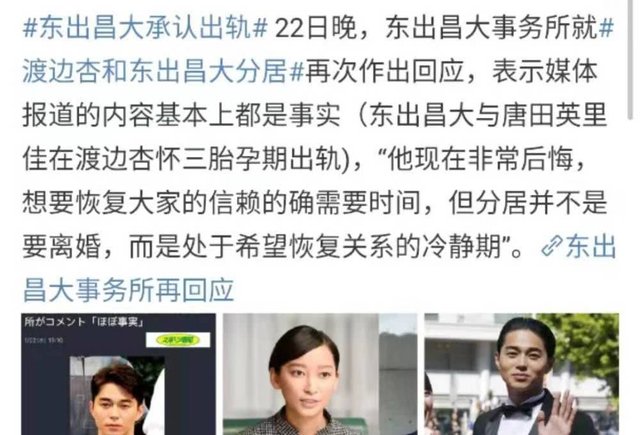 #东出昌大承认出轨# 22日晚，东出昌大事务所就#
渡边杏和东出昌大分居#再次作出回应，表示媒体
报道的内容基本上都是事实（东出昌大与唐田英里
佳在渡边杏怀三胎孕期出轨)，“他现在非常后悔，
想要恢复大家的信赖的确需要时间，但分居并不是
要离婚，而是处于希望恢复关系的冷静期”。东出
昌大事务所再回应
所がコメント「ほぼ事実」